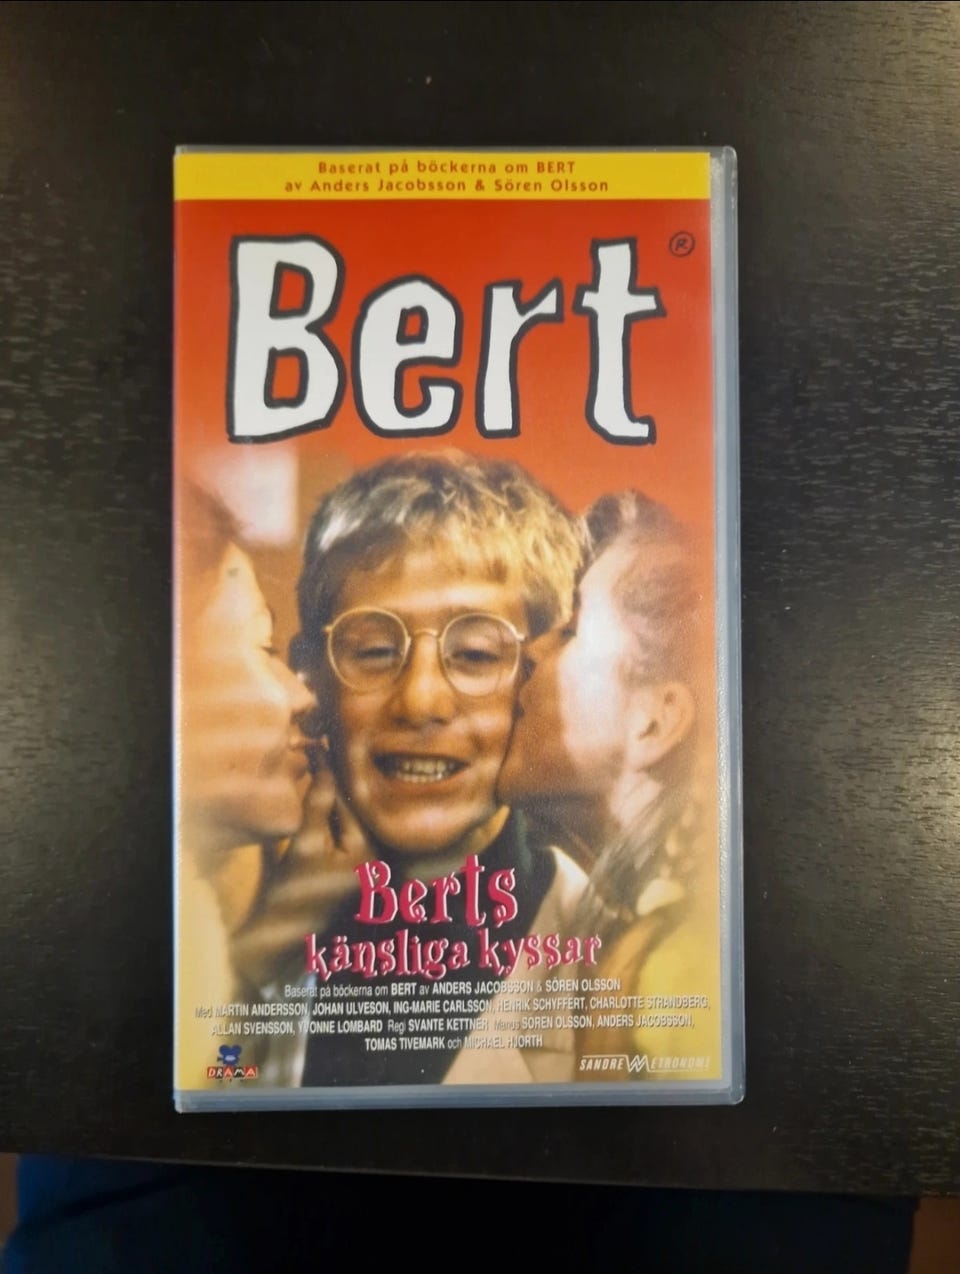 Baserat på böckerna om BERT
av Anders Jacobsson & Sören Olsson
Bert ®
Berts
känsliga kyssar
Baserat på böckerna om BERT av ANDERS JACOBSSON & SÖREN OLSSON
Med MARTIN ANDERSSON, JOHAN ULVESON, ING-MARIE CARLSSON, HENRIK SCHYFFERT, CHARLOTTE STRANDBERG,
ALLAN SVENSSON, YVONNE LOMBARD Regi SVANTE KETTNER Manus SÖREN OLSSON, ANDERS JACOBSSON,
TOMAS TIVEMARK och MICHAEL HJORTH
DRAMA
SANDREW METRONOME